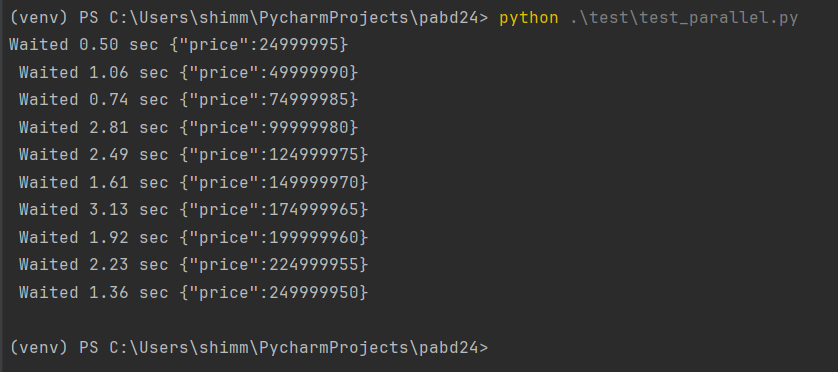 (venv) PS C:\Users\shimm\PycharmProjects\pabd24> python .\test\test_parallel.py
Waited 0.50 sec {"price":24999995}
 Waited 1.06 sec {"price":49999990}
 Waited 0.74 sec {"price":74999985}
 Waited 2.81 sec {"price":99999980}
 Waited 2.49 sec {"price":124999975}
 Waited 1.61 sec {"price":149999970}
 Waited 3.13 sec {"price":174999965}
 Waited 1.92 sec {"price":199999960}
 Waited 2.23 sec {"price":224999955}
 Waited 1.36 sec {"price":249999950}
(venv) PS C:\Users\shimm\PycharmProjects\pabd24>